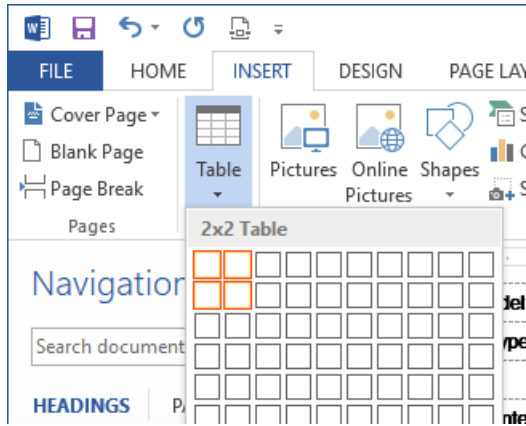 FILE HOME INSERT DESIGN PAGE LAY
Cover Page
Blank Page
Page Break
Pages
Table
Pictures
Online
Pictures
Shapes
2x2 Table
Navigation
Search document
HEADINGS